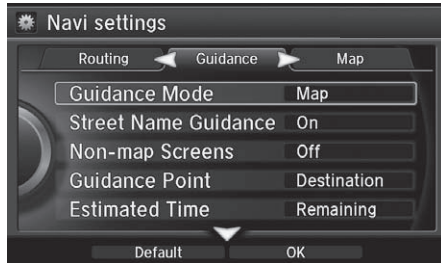 Navi settings
Routing Guidance Map
Guidance Mode Map
Street Name Guidance On
Non-map Screens Off
Guidance Point Destination
Estimated Time Remaining
Default OK